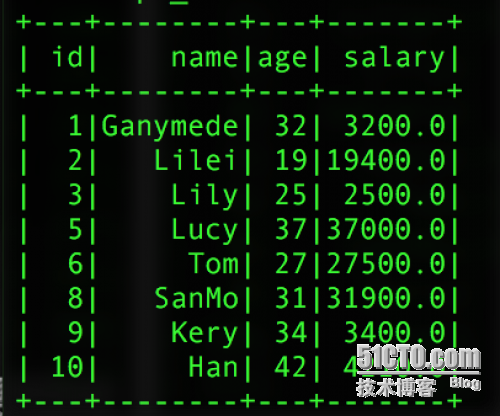 +---+--------+---+-------+
| id|    name|age| salary|
+---+--------+---+-------+
|  1|Ganymede| 32| 3200.0|
|  2|   Lilei| 19|19400.0|
|  3|    Lily| 25| 2500.0|
|  5|    Lucy| 37|37000.0|
|  6|     Tom| 27|27500.0|
|  8|   SanMo| 31|31900.0|
|  9|    Kery| 34| 3400.0|
| 10|     Han| 42|
51CTO.com
技术博客 Blog
+---+--------+---+-------+